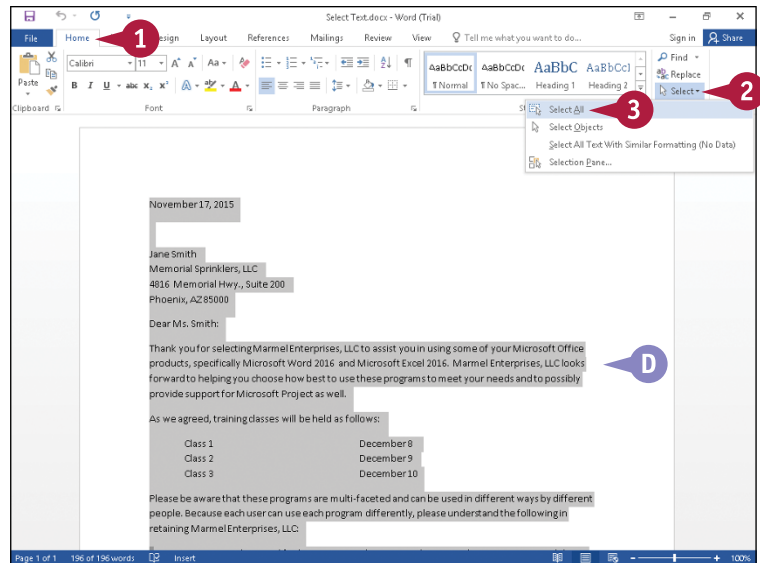 Select Text.docx - Word (Trial)
File Home Design Layout References Mailings Review View Tell me what you want to do... Sign in Share
1
Paste
Calibri 11 A A Aa
B I U abc x₂ x² A ab A
¶
AaBbCcDc AaBbCcDc AaBbC AaBbCcI
¶ Normal ¶ No Spac... Heading 1 Heading 2
Find
Replace
Select
2
Clipboard Font Paragraph
Select All
3
Select Objects
Select All Text With Similar Formatting (No Data)
Selection Pane...
November 17, 2015
Jane Smith
Memorial Sprinklers, LLC
4816 Memorial Hwy., Suite 200
Phoenix, AZ 85000
Dear Ms. Smith:
Thank you for selecting Marmel Enterprises, LLC to assist you in using some of your Microsoft Office
products, specifically Microsoft Word 2016 and Microsoft Excel 2016. Marmel Enterprises, LLC looks
D
forward to helping you choose how best to use these programs to meet your needs and to possibly
provide support for Microsoft Project as well.
As we agreed, training classes will be held as follows:
Class 1 December 8
Class 2 December 9
Class 3 December 10
Please be aware that these programs are multi-faceted and can be used in different ways by different
people. Because each user can use each program differently, please understand the following in
retaining Marmel Enterprises, LLC:
Page 1 of 1 196 of 196 words Insert 100%